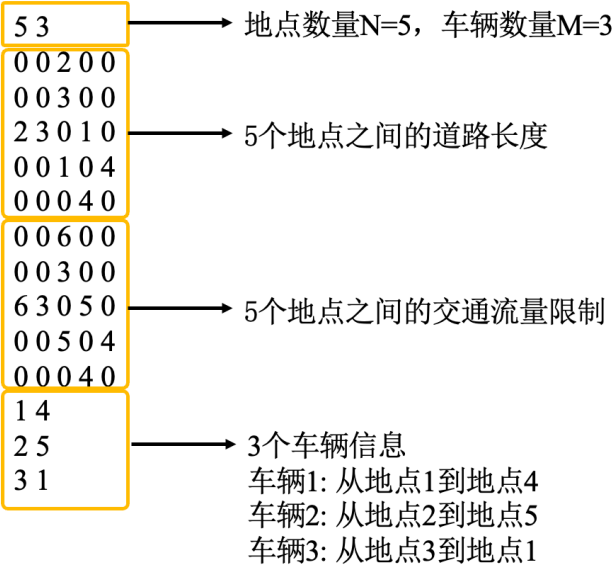 5 3
地点数量N=5，车辆数量M=3
0 0 2 0 0
0 0 3 0 0
2 3 0 1 0
0 0 1 0 4
0 0 0 4 0
5个地点之间的道路长度
0 0 6 0 0
0 0 3 0 0
6 3 0 5 0
0 0 5 0 4
0 0 0 4 0
5个地点之间的交通流量限制
1 4
2 5
3 1
3个车辆信息
车辆1: 从地点1到地点4
车辆2: 从地点2到地点5
车辆3: 从地点3到地点1